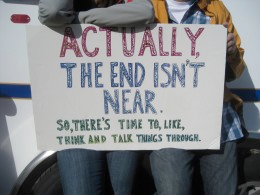 ACTUALLY,
THE END ISN'T
NEAR.
SO, THERE'S TIME TO, LIKE,
THINK AND TALK THINGS THROUGH.